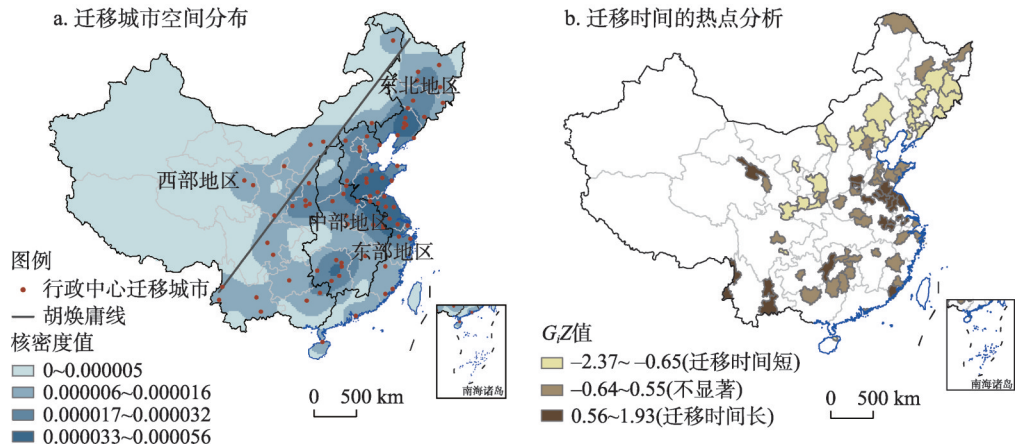 a. 迁移城市空间分布
东北地区
西部地区
中部地区
东部地区
图例
行政中心迁移城市
胡焕庸线
核密度值
0~0.000005
0.000006~0.000016
0.000017~0.000032
0.000033~0.000056
0 500 km
南海诸岛
b. 迁移时间的热点分析
GiZ值
−2.37~ −0.65(迁移时间短)
−0.64~0.55(不显著)
0.56~1.93(迁移时间长)
0 500 km
南海诸岛